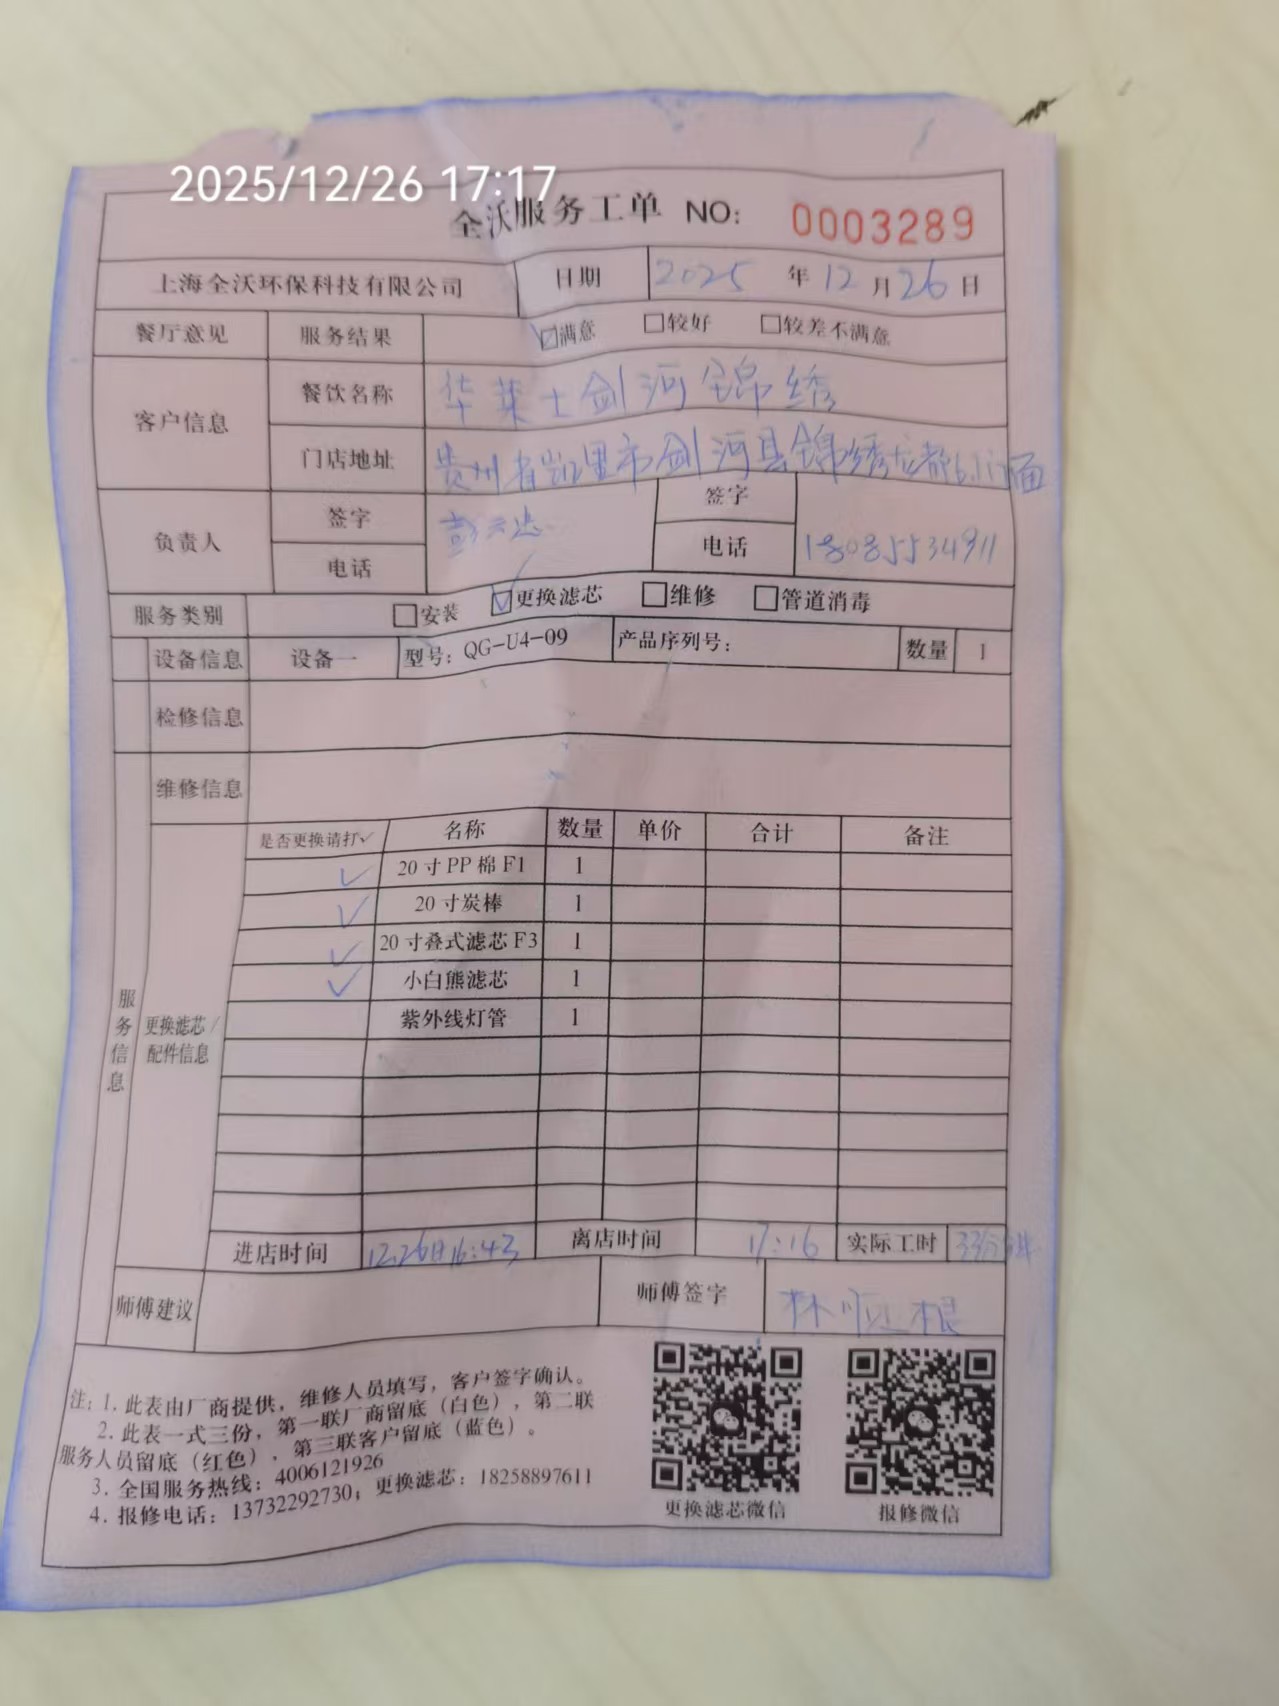 2025/12/26 17:17
全沃服务工单 NO: 0003289
上海全沃环保科技有限公司 日期 2025 年 12 月 26 日
餐厅意见 服务结果 ☑满意 □较好 □较差不满意
客户信息 餐饮名称 华莱士剑河锦绣
门店地址 贵州省凯里市剑河县锦绣龙都 门面
负责人 签字 签字
电话 电话 18085534911
服务类别 □安装 ☑更换滤芯 □维修 □管道消毒
设备信息 设备一 型号: QG-U4-09 产品序列号: 数量 1
检修信息
维修信息
服务信息
更换滤芯/配件信息
是否更换请打✓ 名称 数量 单价 合计 备注
✓ 20寸PP棉F1 1
✓ 20寸炭棒 1
✓ 20寸叠式滤芯F3 1
✓ 小白熊滤芯 1
紫外线灯管 1
进店时间 12.26日16:43 离店时间 17:16 实际工时 33分钟
师傅建议 师傅签字 林顺根
注: 1. 此表由厂商提供，维修人员填写，客户签字确认。
2. 此表一式三份，第一联厂商留底（白色），第二联
服务人员留底（红色），第三联客户留底（蓝色）。
3. 全国服务热线: 4006121926
4. 报修电话: 13732292730; 更换滤芯: 18258897611
更换滤芯微信 报修微信